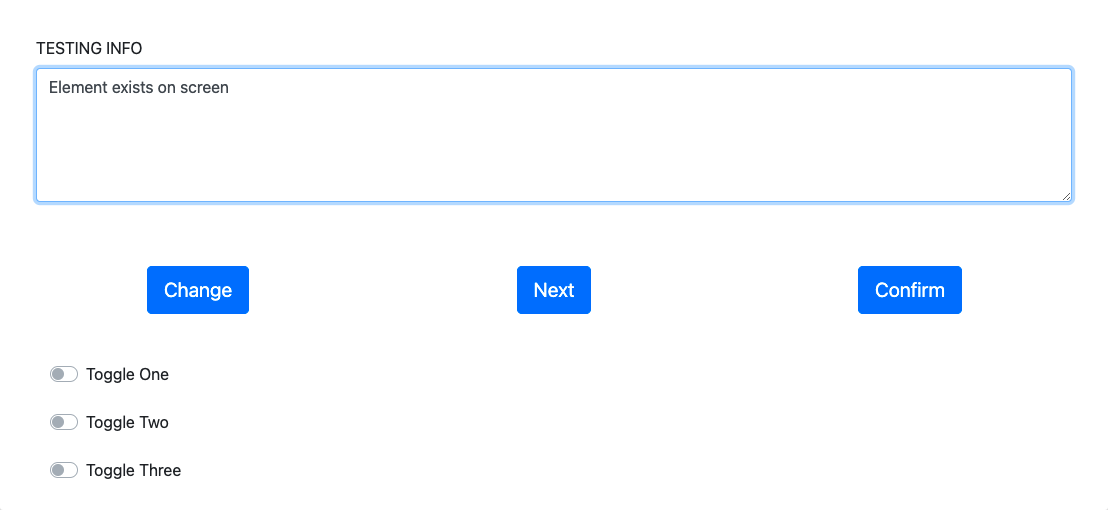 TESTING INFO
Element exists on screen
Change
Next
Confirm
Toggle One
Toggle Two
Toggle Three